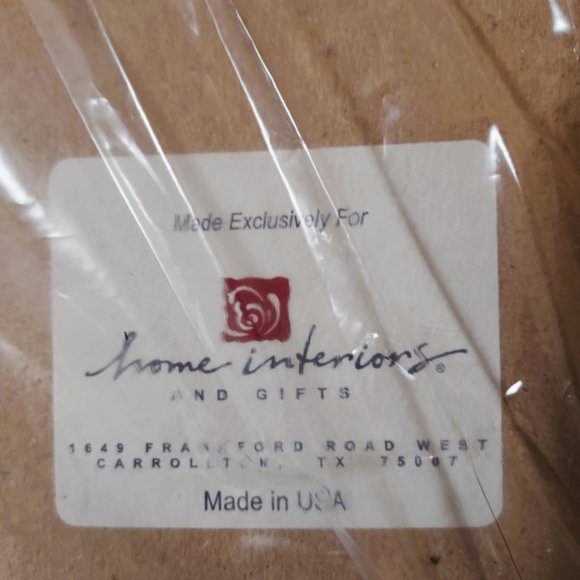 Made Exclusively For
home interiors®
AND GIFTS
1649 FRANKFORD ROAD WEST
CARROLLTON, TX 75007
Made in USA